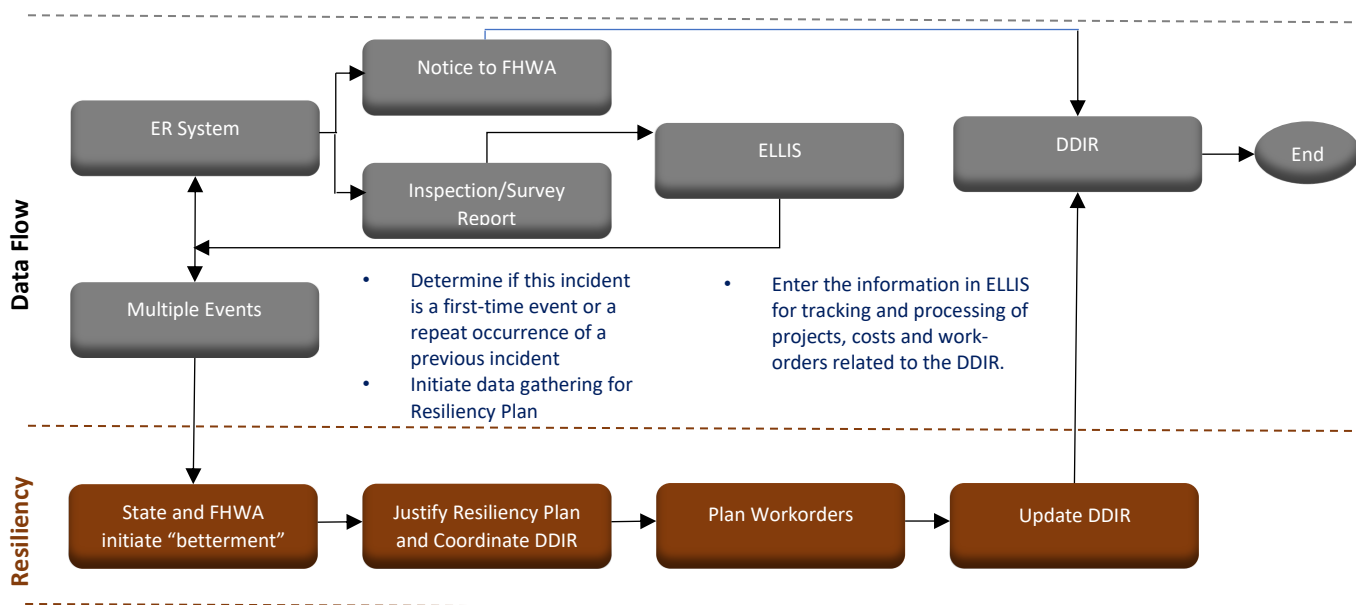 Data Flow
Notice to FHWA
ER System
ELLIS
DDIR
End
Inspection/Survey
Report
Multiple Events
• Determine if this incident
is a first-time event or a
repeat occurrence of a
previous incident
• Initiate data gathering for
Resiliency Plan
• Enter the information in ELLIS
for tracking and processing of
projects, costs and work-
orders related to the DDIR.
Resiliency
State and FHWA
initiate “betterment”
Justify Resiliency Plan
and Coordinate DDIR
Plan Workorders
Update DDIR